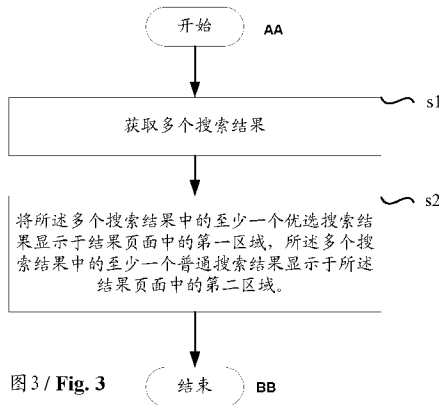 开始
AA
s1
获取多个搜索结果
s2
将所述多个搜索结果中的至少一个优选搜索结
果显示于结果页面中的第一区域，所述多个搜
索结果中的至少一个普通搜索结果显示于所述
结果页面中的第二区域。
图3 / Fig. 3
结束
BB